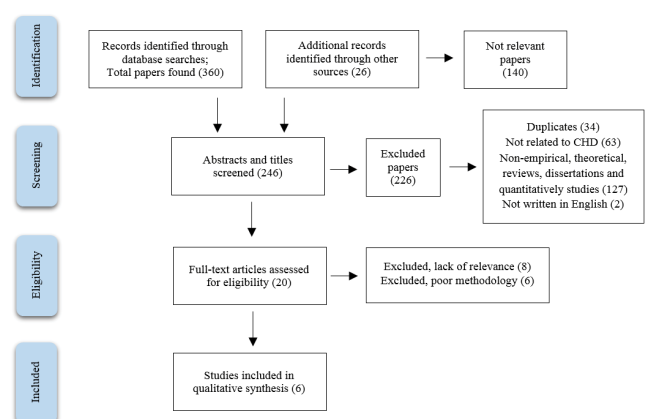 Identification
Records identified through
database searches;
Total papers found (360)
Additional records
identified through other
sources (26)
Not relevant
papers
(140)
Screening
Abstracts and titles
screened (246)
Excluded
papers
(226)
Duplicates (34)
Not related to CHD (63)
Non-empirical, theoretical,
reviews, dissertations and
quantitatively studies (127)
Not written in English (2)
Eligibility
Full-text articles assessed
for eligibility (20)
Excluded, lack of relevance (8)
Excluded, poor methodology (6)
Included
Studies included in
qualitative synthesis (6)